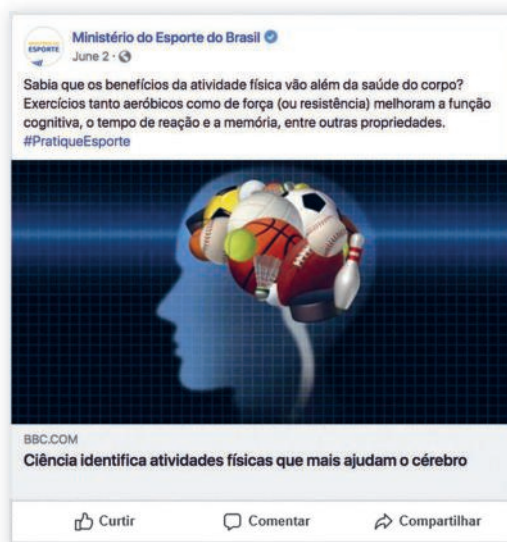 ESPORTE
Ministério do Esporte do Brasil
June 2 ·
Sabia que os benefícios da atividade física vão além da saúde do corpo?
Exercícios tanto aeróbicos como de força (ou resistência) melhoram a função
cognitiva, o tempo de reação e a memória, entre outras propriedades.
#PratiqueEsporte
BBC.COM
Ciência identifica atividades físicas que mais ajudam o cérebro
Curtir Comentar Compartilhar